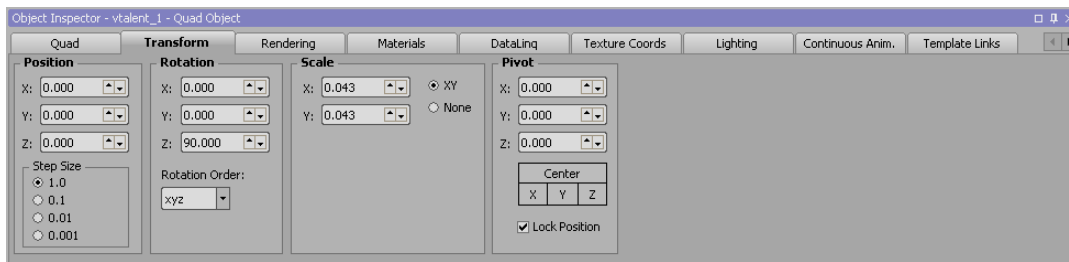 Object Inspector - vtalent_1 - Quad Object
Quad Transform Rendering Materials DataLinq Texture Coords Lighting Continuous Anim. Template Links
Position Rotation Scale Pivot
X: 0.000 X: 0.000 X: 0.043 XY X: 0.000
Y: 0.000 Y: 0.000 Y: 0.043 None Y: 0.000
Z: 0.000 Z: 90.000 Z: 0.000
Step Size Rotation Order: Center
1.0 xyz X Y Z
0.1
0.01 Lock Position
0.001